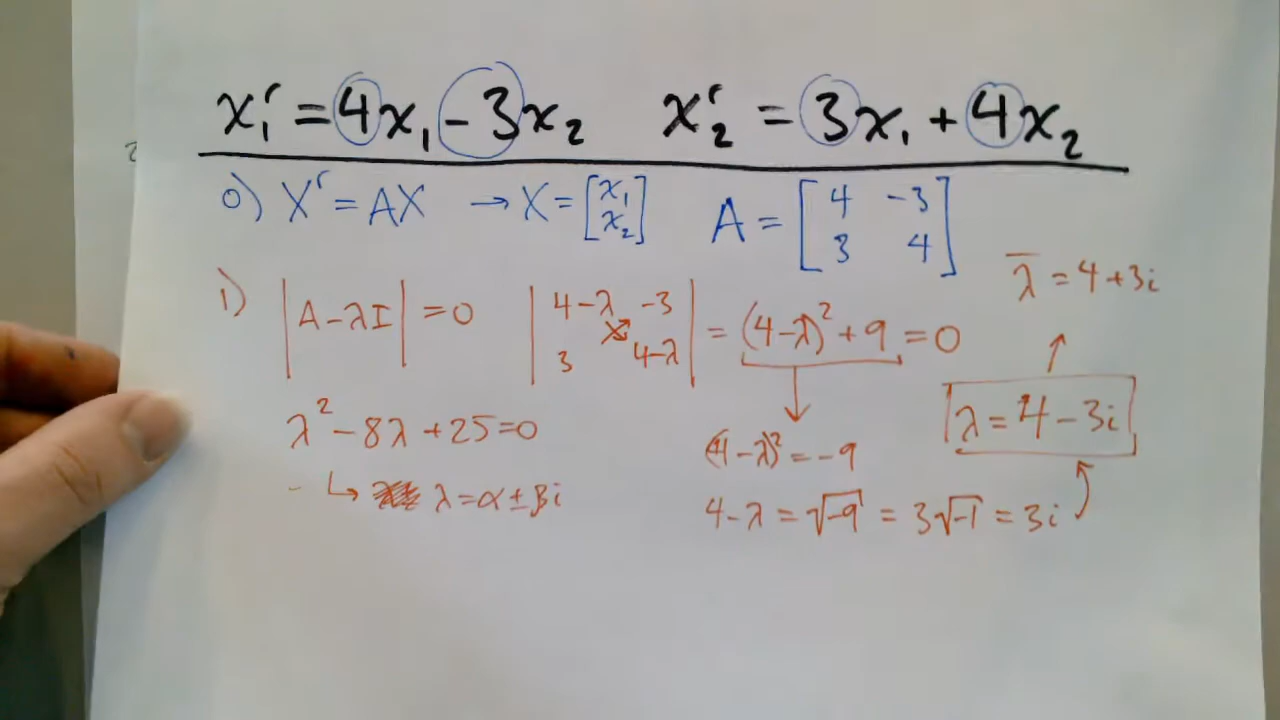 x₁' = 4x₁ - 3x₂ x₂' = 3x₁ + 4x₂
0) X' = AX → X = [x₁ x₂] A = [4 -3 3 4]
λ̅ = 4 + 3i
1) |A - λI| = 0 |4-λ -3 3 4-λ| = (4-λ)² + 9 = 0
λ = 4 - 3i
λ² - 8λ + 25 = 0
(4-λ)² = -9
↳ λ = α ± βi
4-λ = √-9 = 3√-1 = 3i